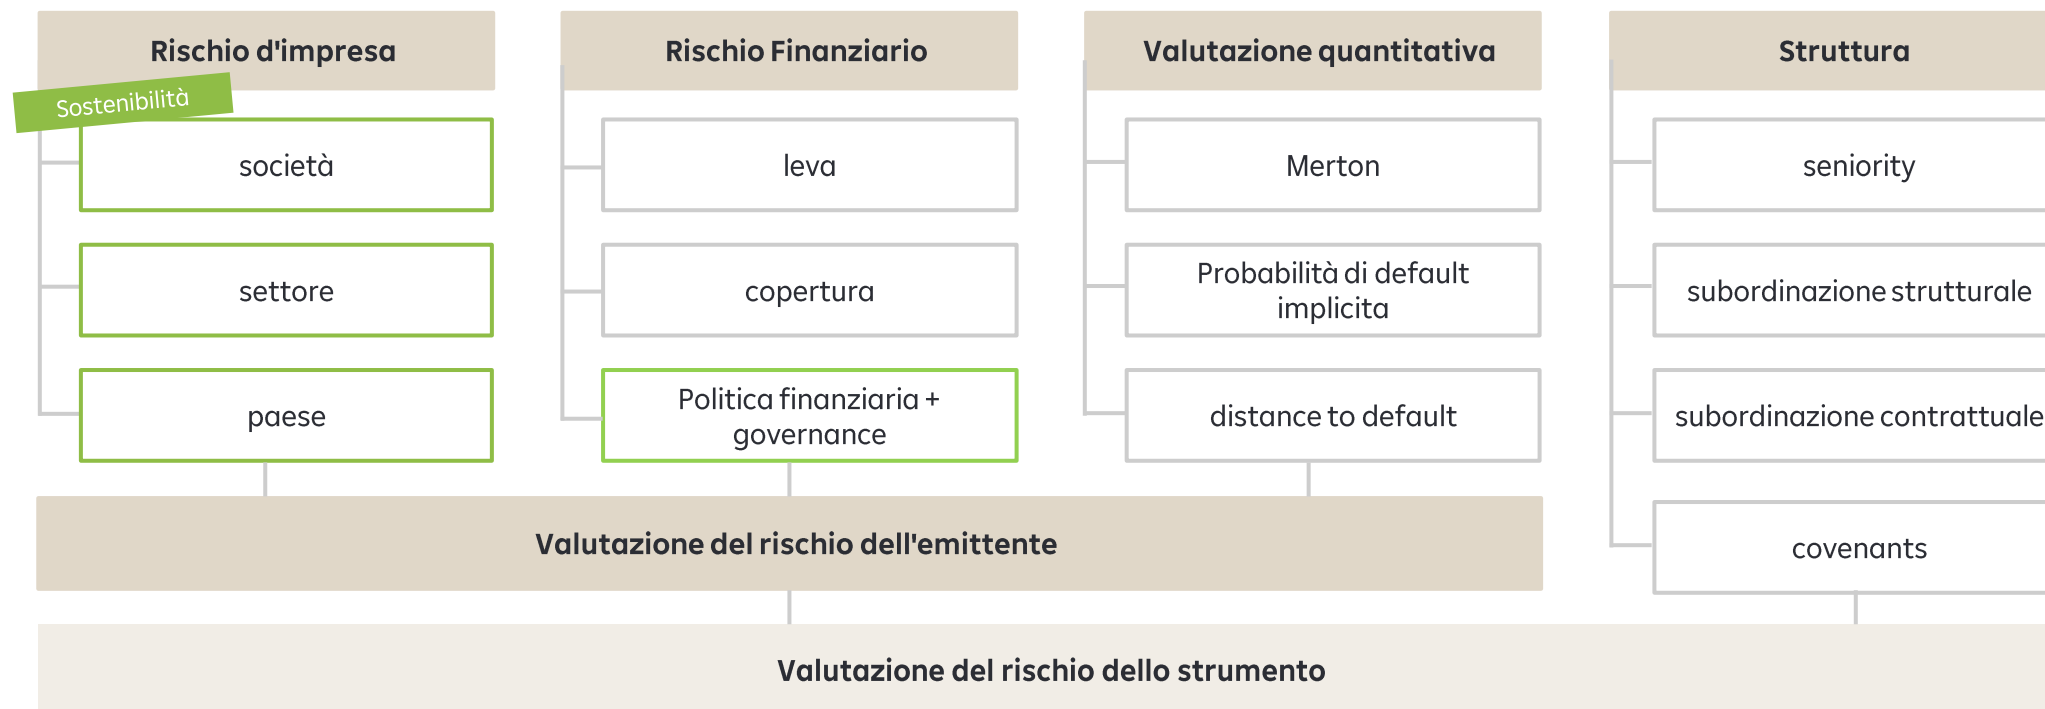 Rischio d'impresa
Sostenibilità
società
settore
paese
Rischio Finanziario
leva
copertura
Politica finanziaria +
governance
Valutazione quantitativa
Merton
Probabilità di default
implicita
distance to default
Struttura
seniority
subordinazione strutturale
subordinazione contrattuale
covenants
Valutazione del rischio dell'emittente
Valutazione del rischio dello strumento